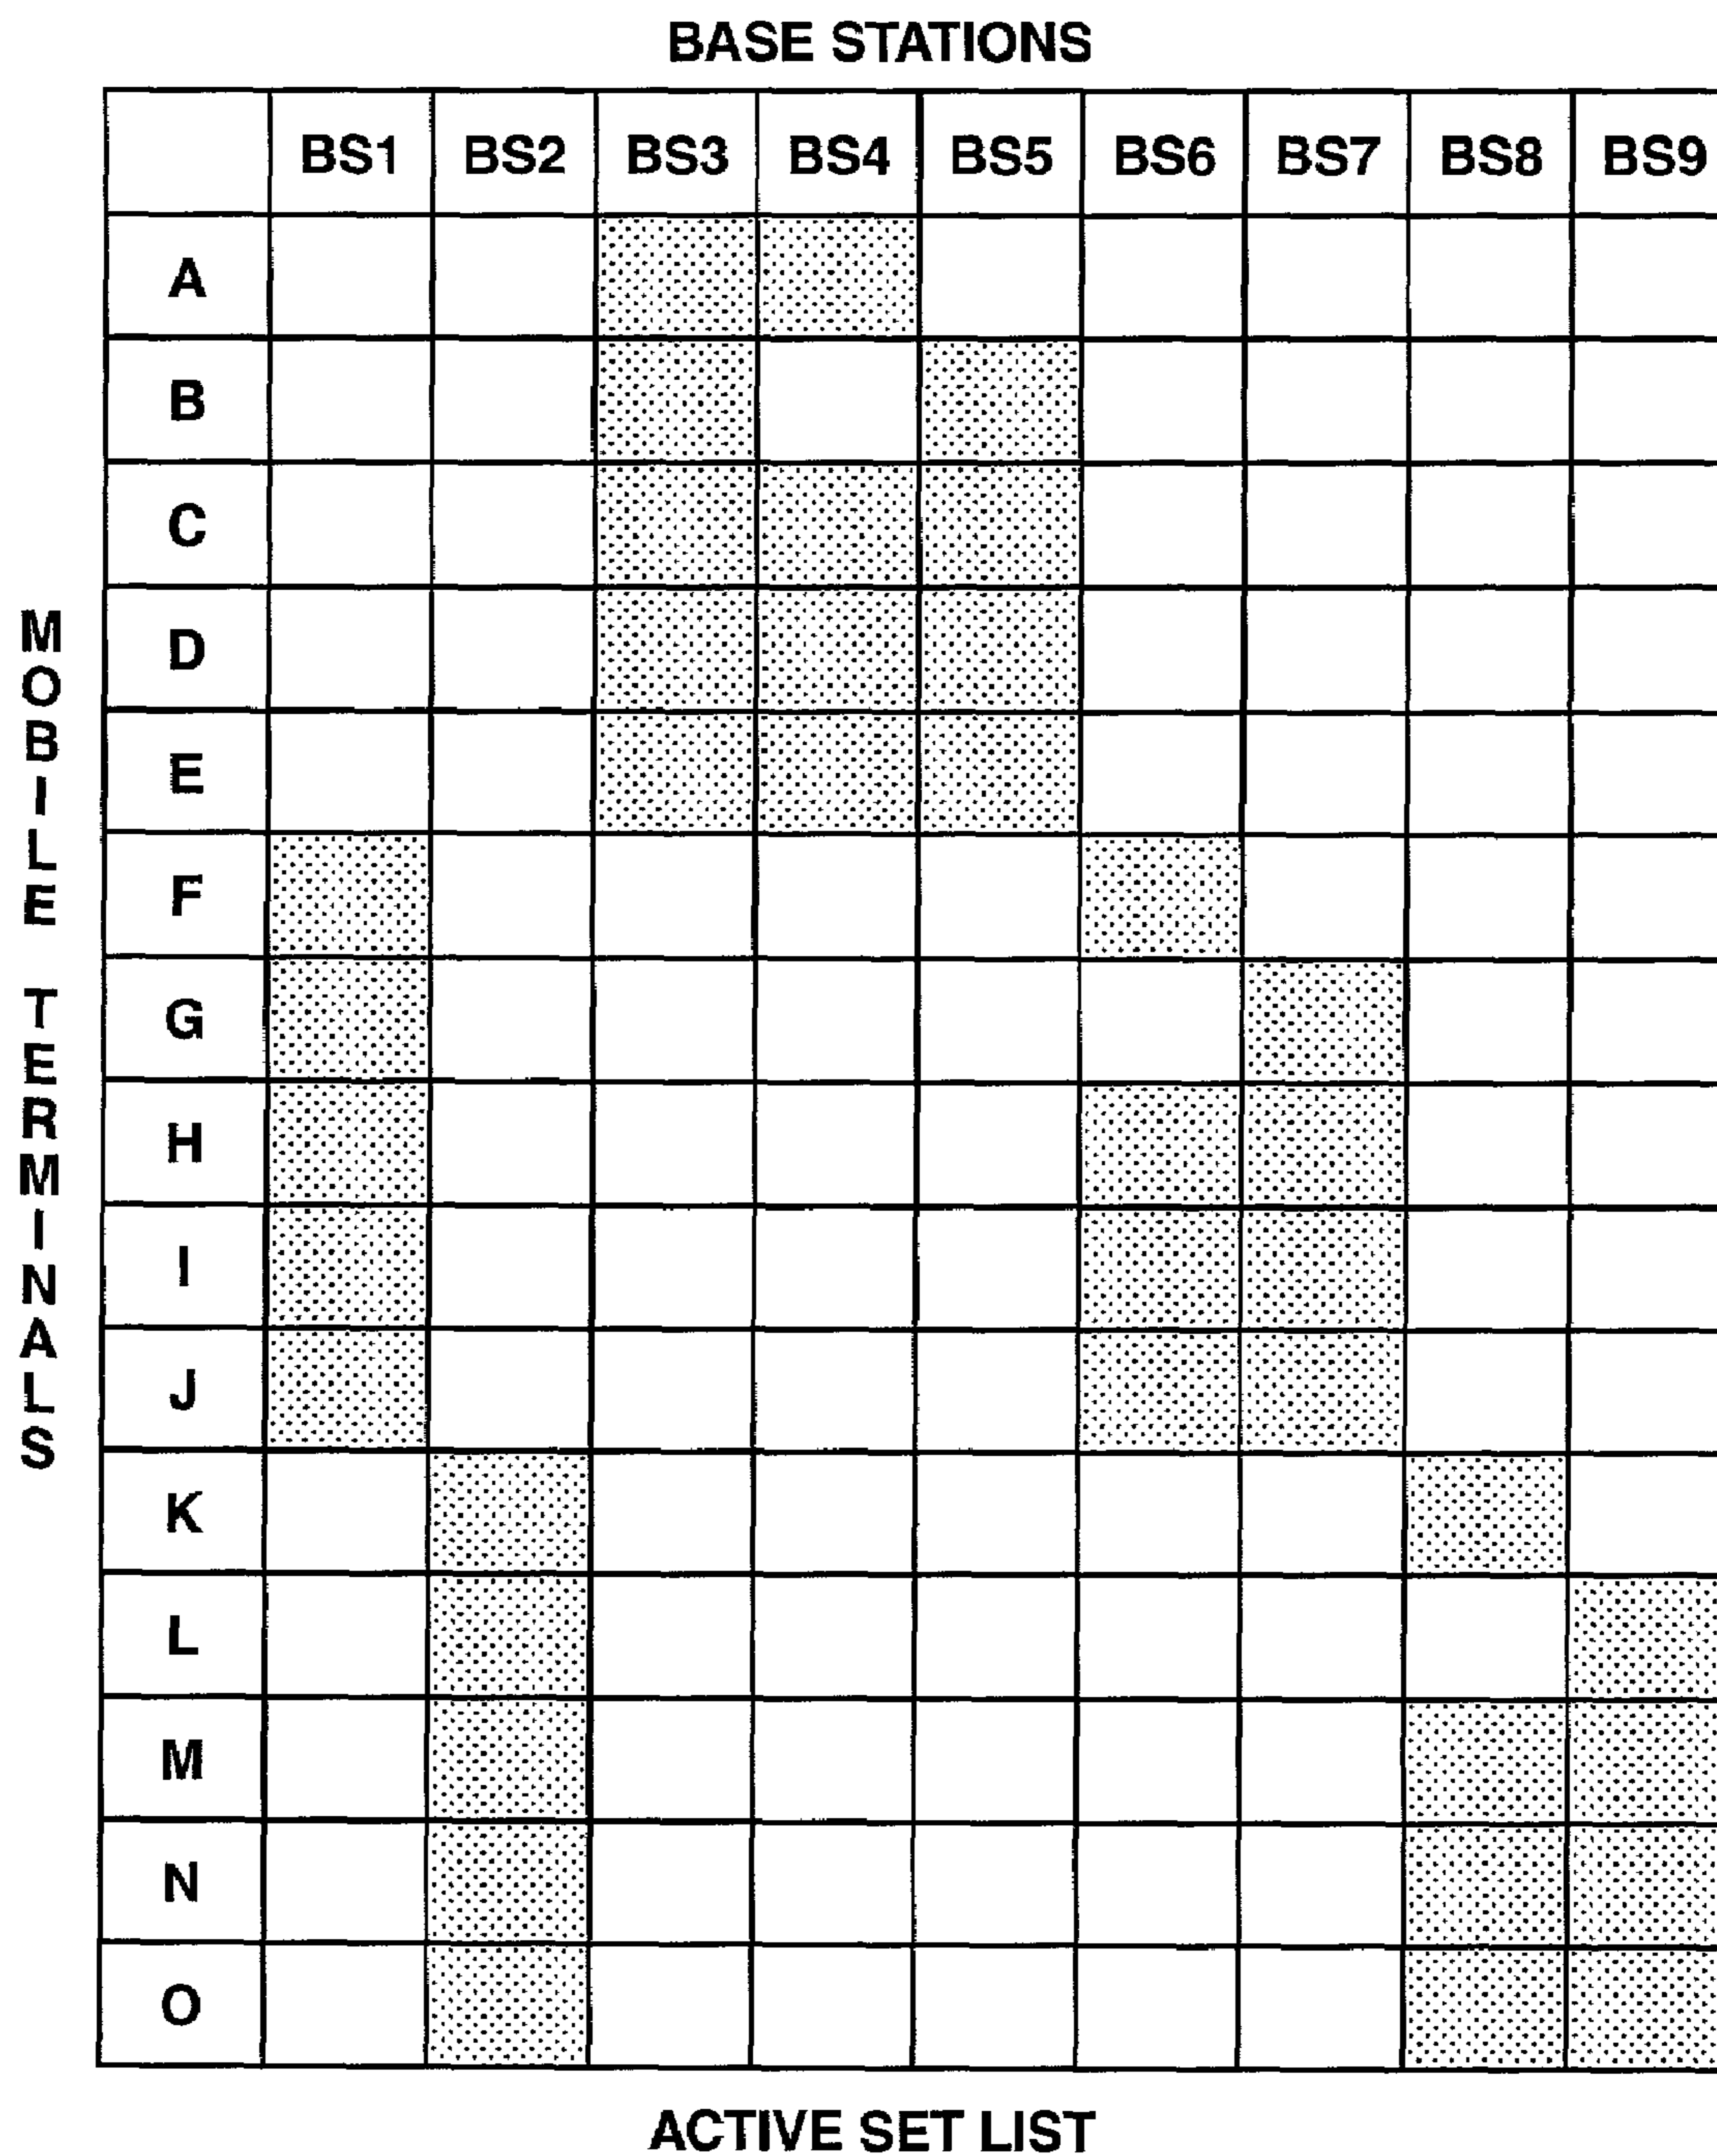 BASE STATIONS
BS1 BS2 BS3 BS4 BS5 BS6 BS7 BS8 BS9
MOBILE TERMINALS
A
B
C
D
E
F
G
H
I
J
K
L
M
N
O
ACTIVE SET LIST